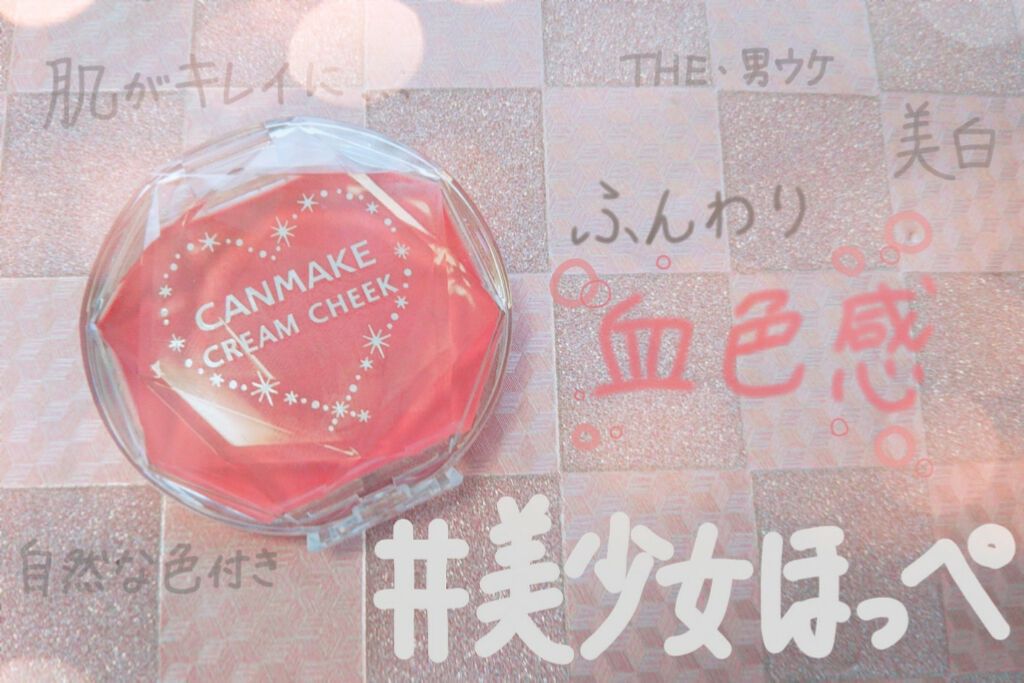 肌がキレイに...
THE・男ウケ
美白
ふんわり
血色感
CANMAKE
CREAM CHEEK
自然な色付き
#美少女ほっぺ